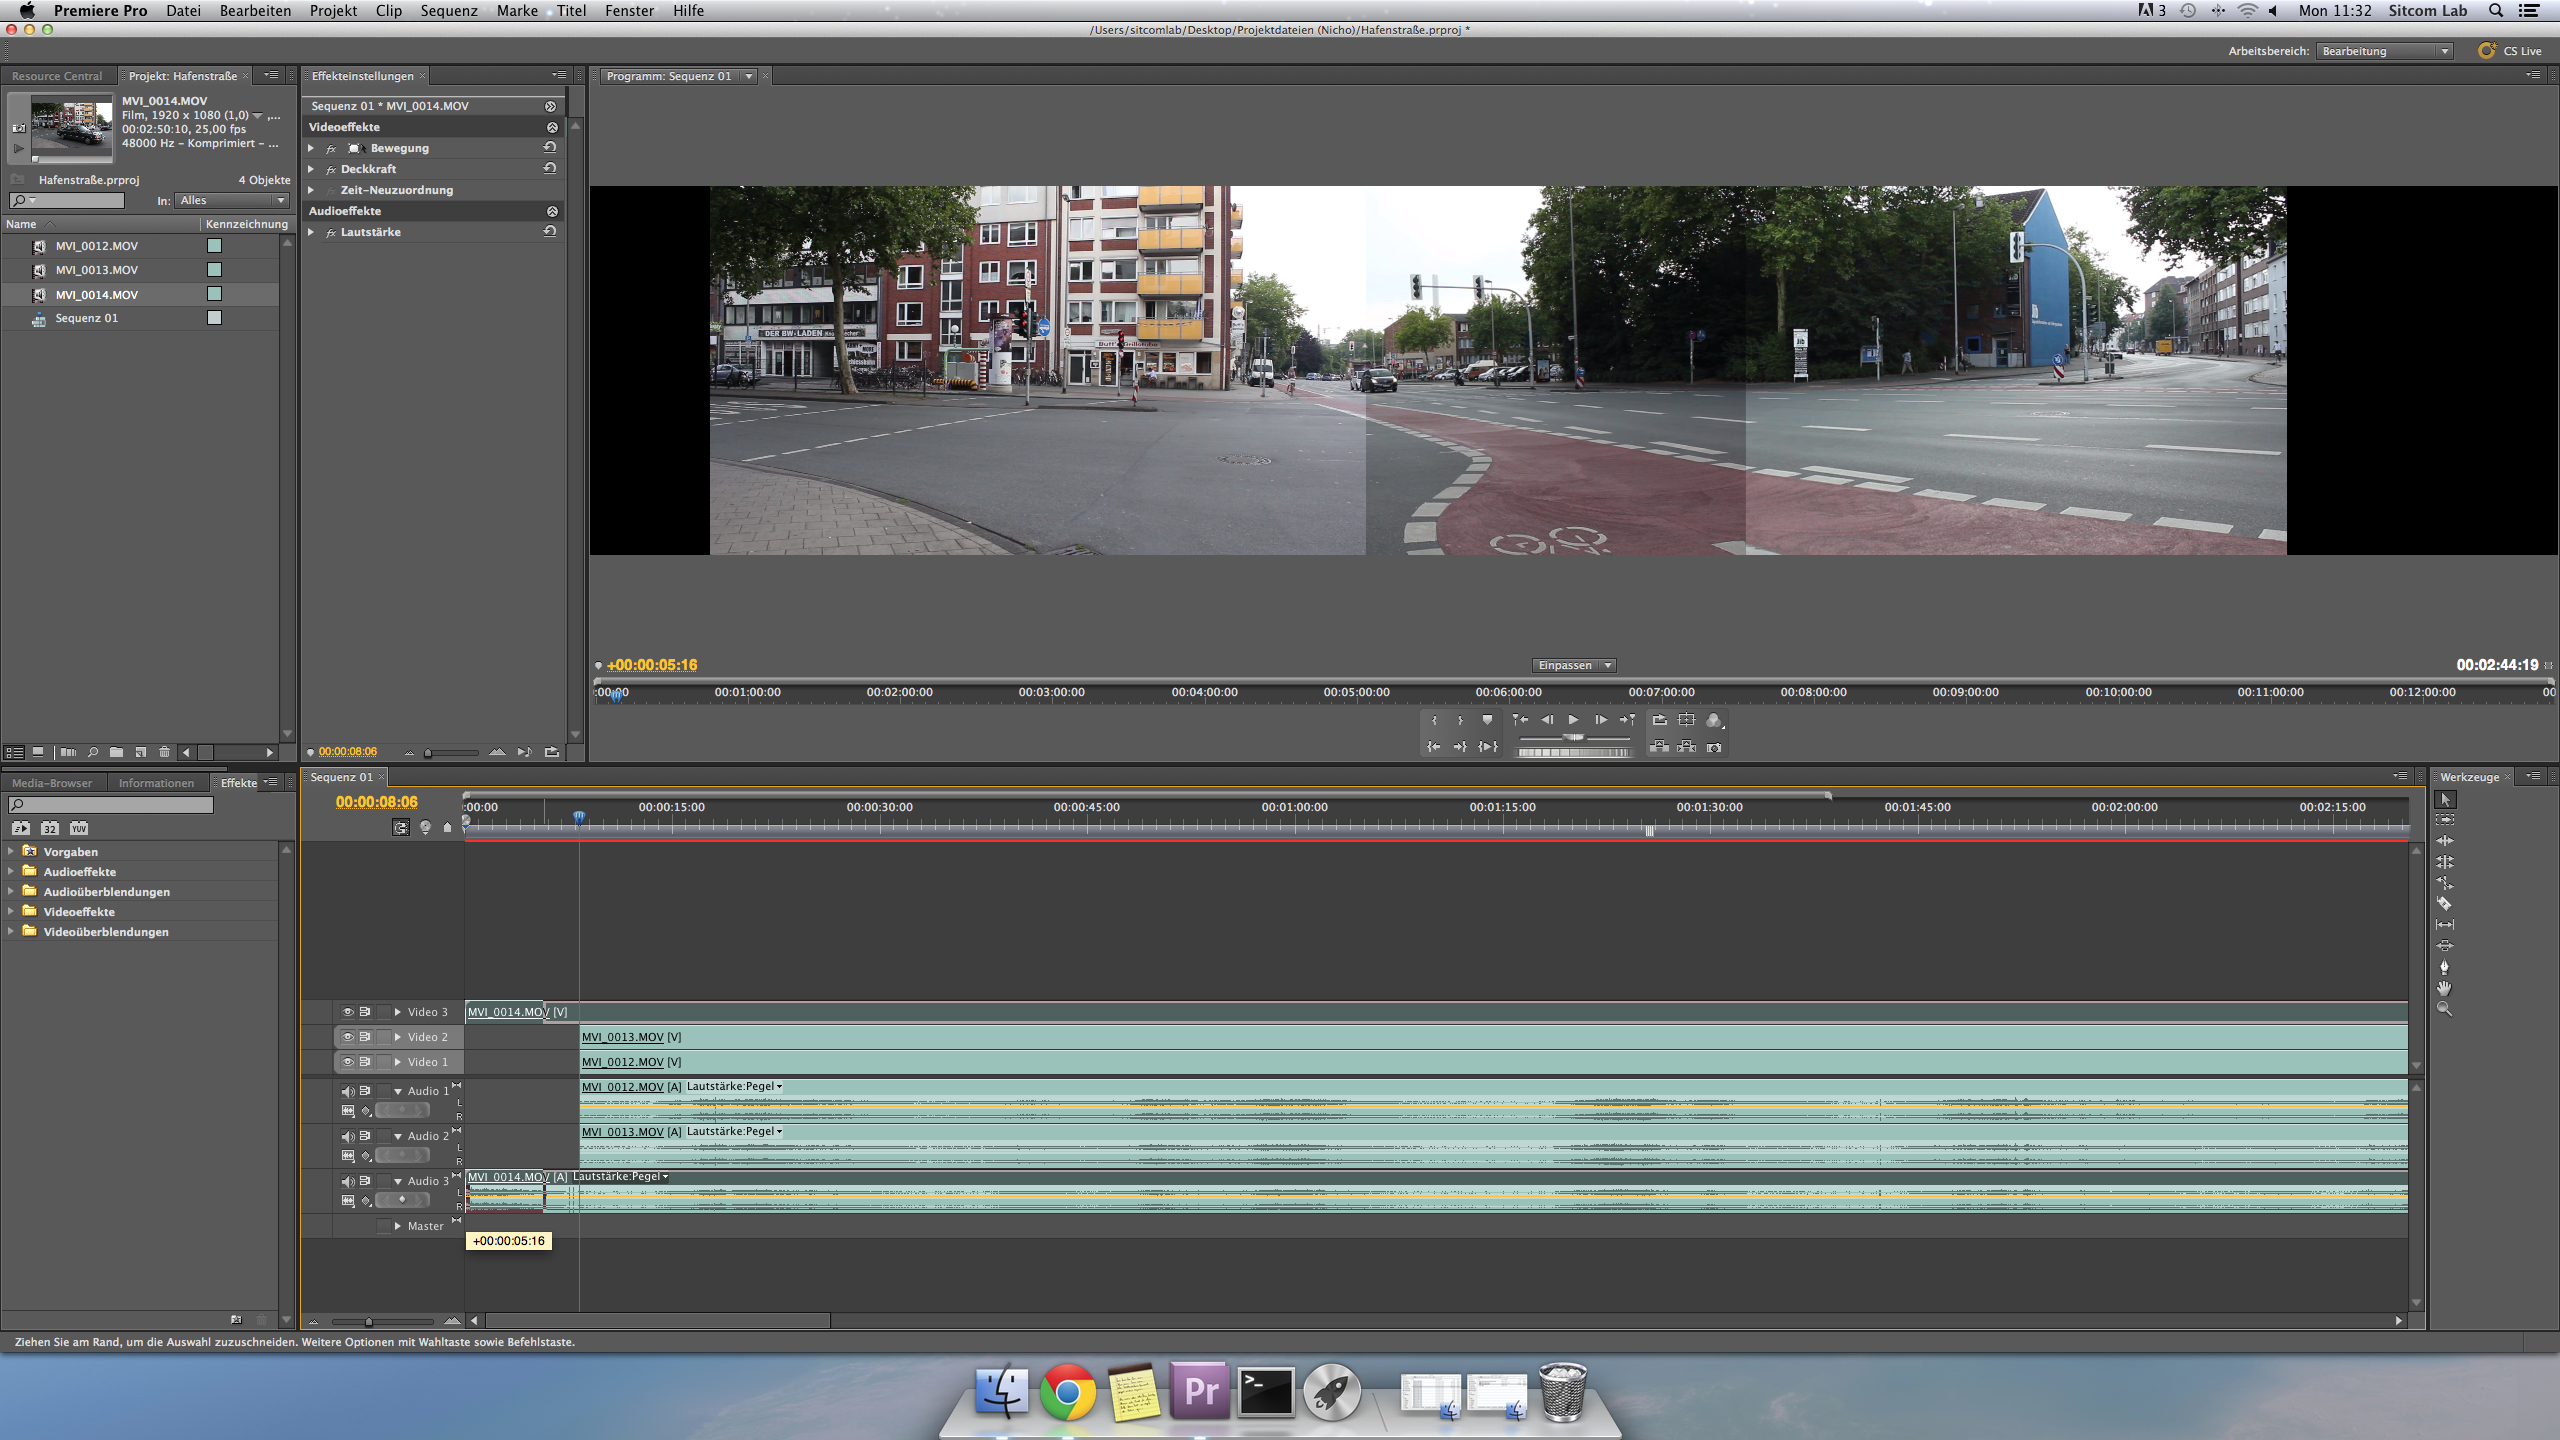 Premiere Pro Datei Bearbeiten Projekt Clip Sequenz Marke Titel Fenster Hilfe 3 Mon 11:32 Sitcom Lab
/Users/sitcomlab/Desktop/Projektdateien (Nicho)/Hafenstraße.prproj *
Arbeitsbereich: Bearbeitung CS Live
Resource Central Projekt: Hafenstraße
MVI_0014.MOV
Film, 1920 x 1080 (1,0) ,...
00:02:50:10, 25,00 fps
48000 Hz – Komprimiert – ...
Hafenstraße.prproj 4 Objekte
In: Alles
Name Kennzeichnung
MVI_0012.MOV
MVI_0013.MOV
MVI_0014.MOV
Sequenz 01
Effekteinstellungen
Sequenz 01 * MVI_0014.MOV
Videoeffekte
fx Bewegung
fx Deckkraft
Zeit-Neuzuordnung
Audioeffekte
fx Lautstärke
00:00:08:06
Programm: Sequenz 01
DER BW-LADEN
+00:00:05:16 Einpassen 00:02:44:19
:00:00 00:01:00:00 00:02:00:00 00:03:00:00 00:04:00:00 00:05:00:00 00:06:00:00 00:07:00:00 00:08:00:00 00:09:00:00 00:10:00:00 00:11:00:00 00:12:00:00 00
Media-Browser Informationen Effekte
32 YUV
Vorgaben
Audioeffekte
Audioüberblendungen
Videoeffekte
Videoüberblendungen
Sequenz 01
00:00:08:06
:00:00 00:00:15:00 00:00:30:00 00:00:45:00 00:01:00:00 00:01:15:00 00:01:30:00 00:01:45:00 00:02:00:00 00:02:15:00
Video 3 MVI_0014.MOV [V]
Video 2 MVI_0013.MOV [V]
Video 1 MVI_0012.MOV [V]
Audio 1 MVI_0012.MOV [A] Lautstärke:Pegel
L
R
Audio 2 MVI_0013.MOV [A] Lautstärke:Pegel
L
R
Audio 3 MVI_0014.MOV [A] Lautstärke:Pegel
L
R
Master
+00:00:05:16
Werkzeuge
Ziehen Sie am Rand, um die Auswahl zuzuschneiden. Weitere Optionen mit Wahltaste sowie Befehlstaste.
Pr